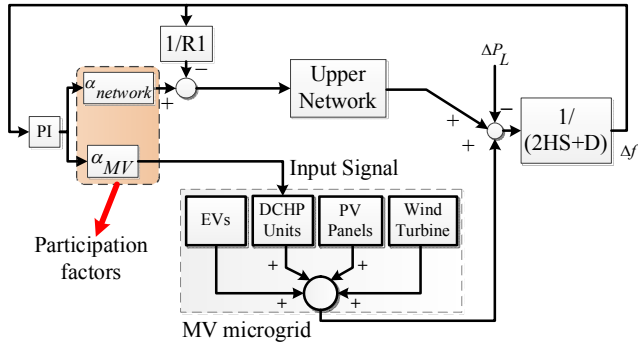 1/R1
−
ΔP_L
α_network
+
Upper
Network
−
+
+
1/
(2HS+D)
Δf
PI
α_MV
Input Signal
EVs
DCHP
Units
PV
Panels
Wind
Turbine
Participation
factors
+
+
+
+
MV microgrid